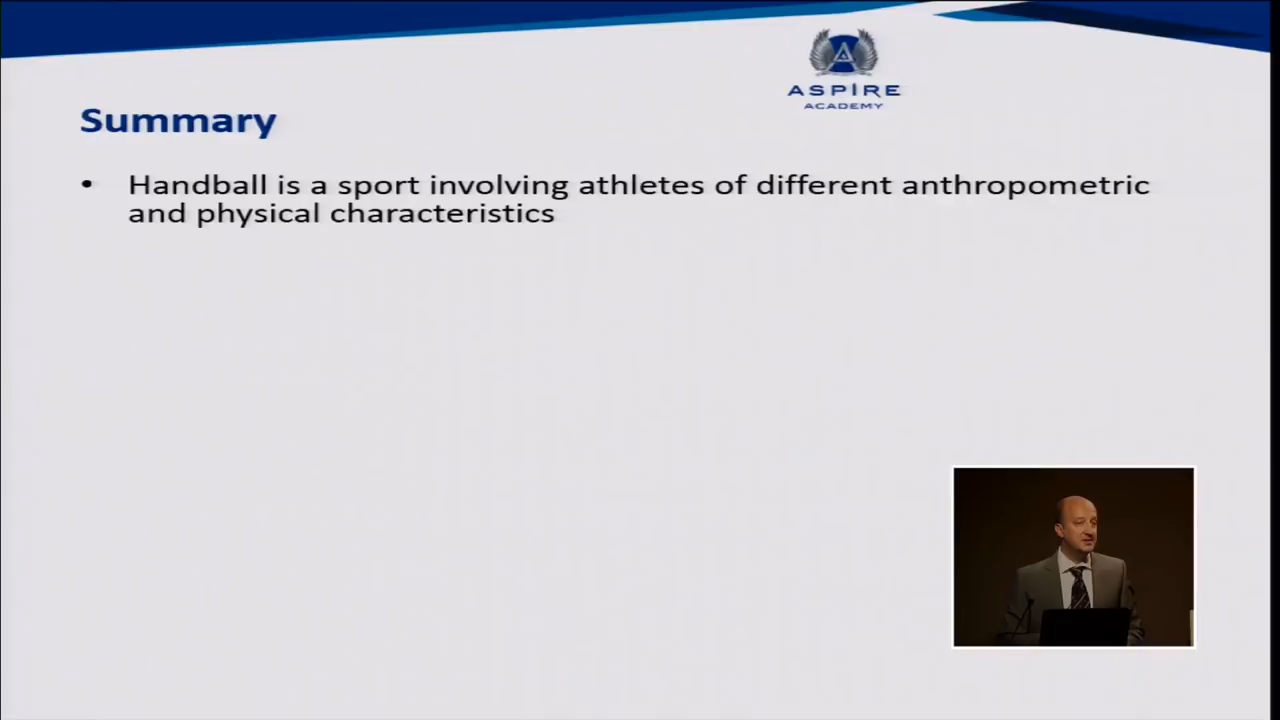 ASPIRE
ACADEMY
Summary
• Handball is a sport involving athletes of different anthropometric
and physical characteristics